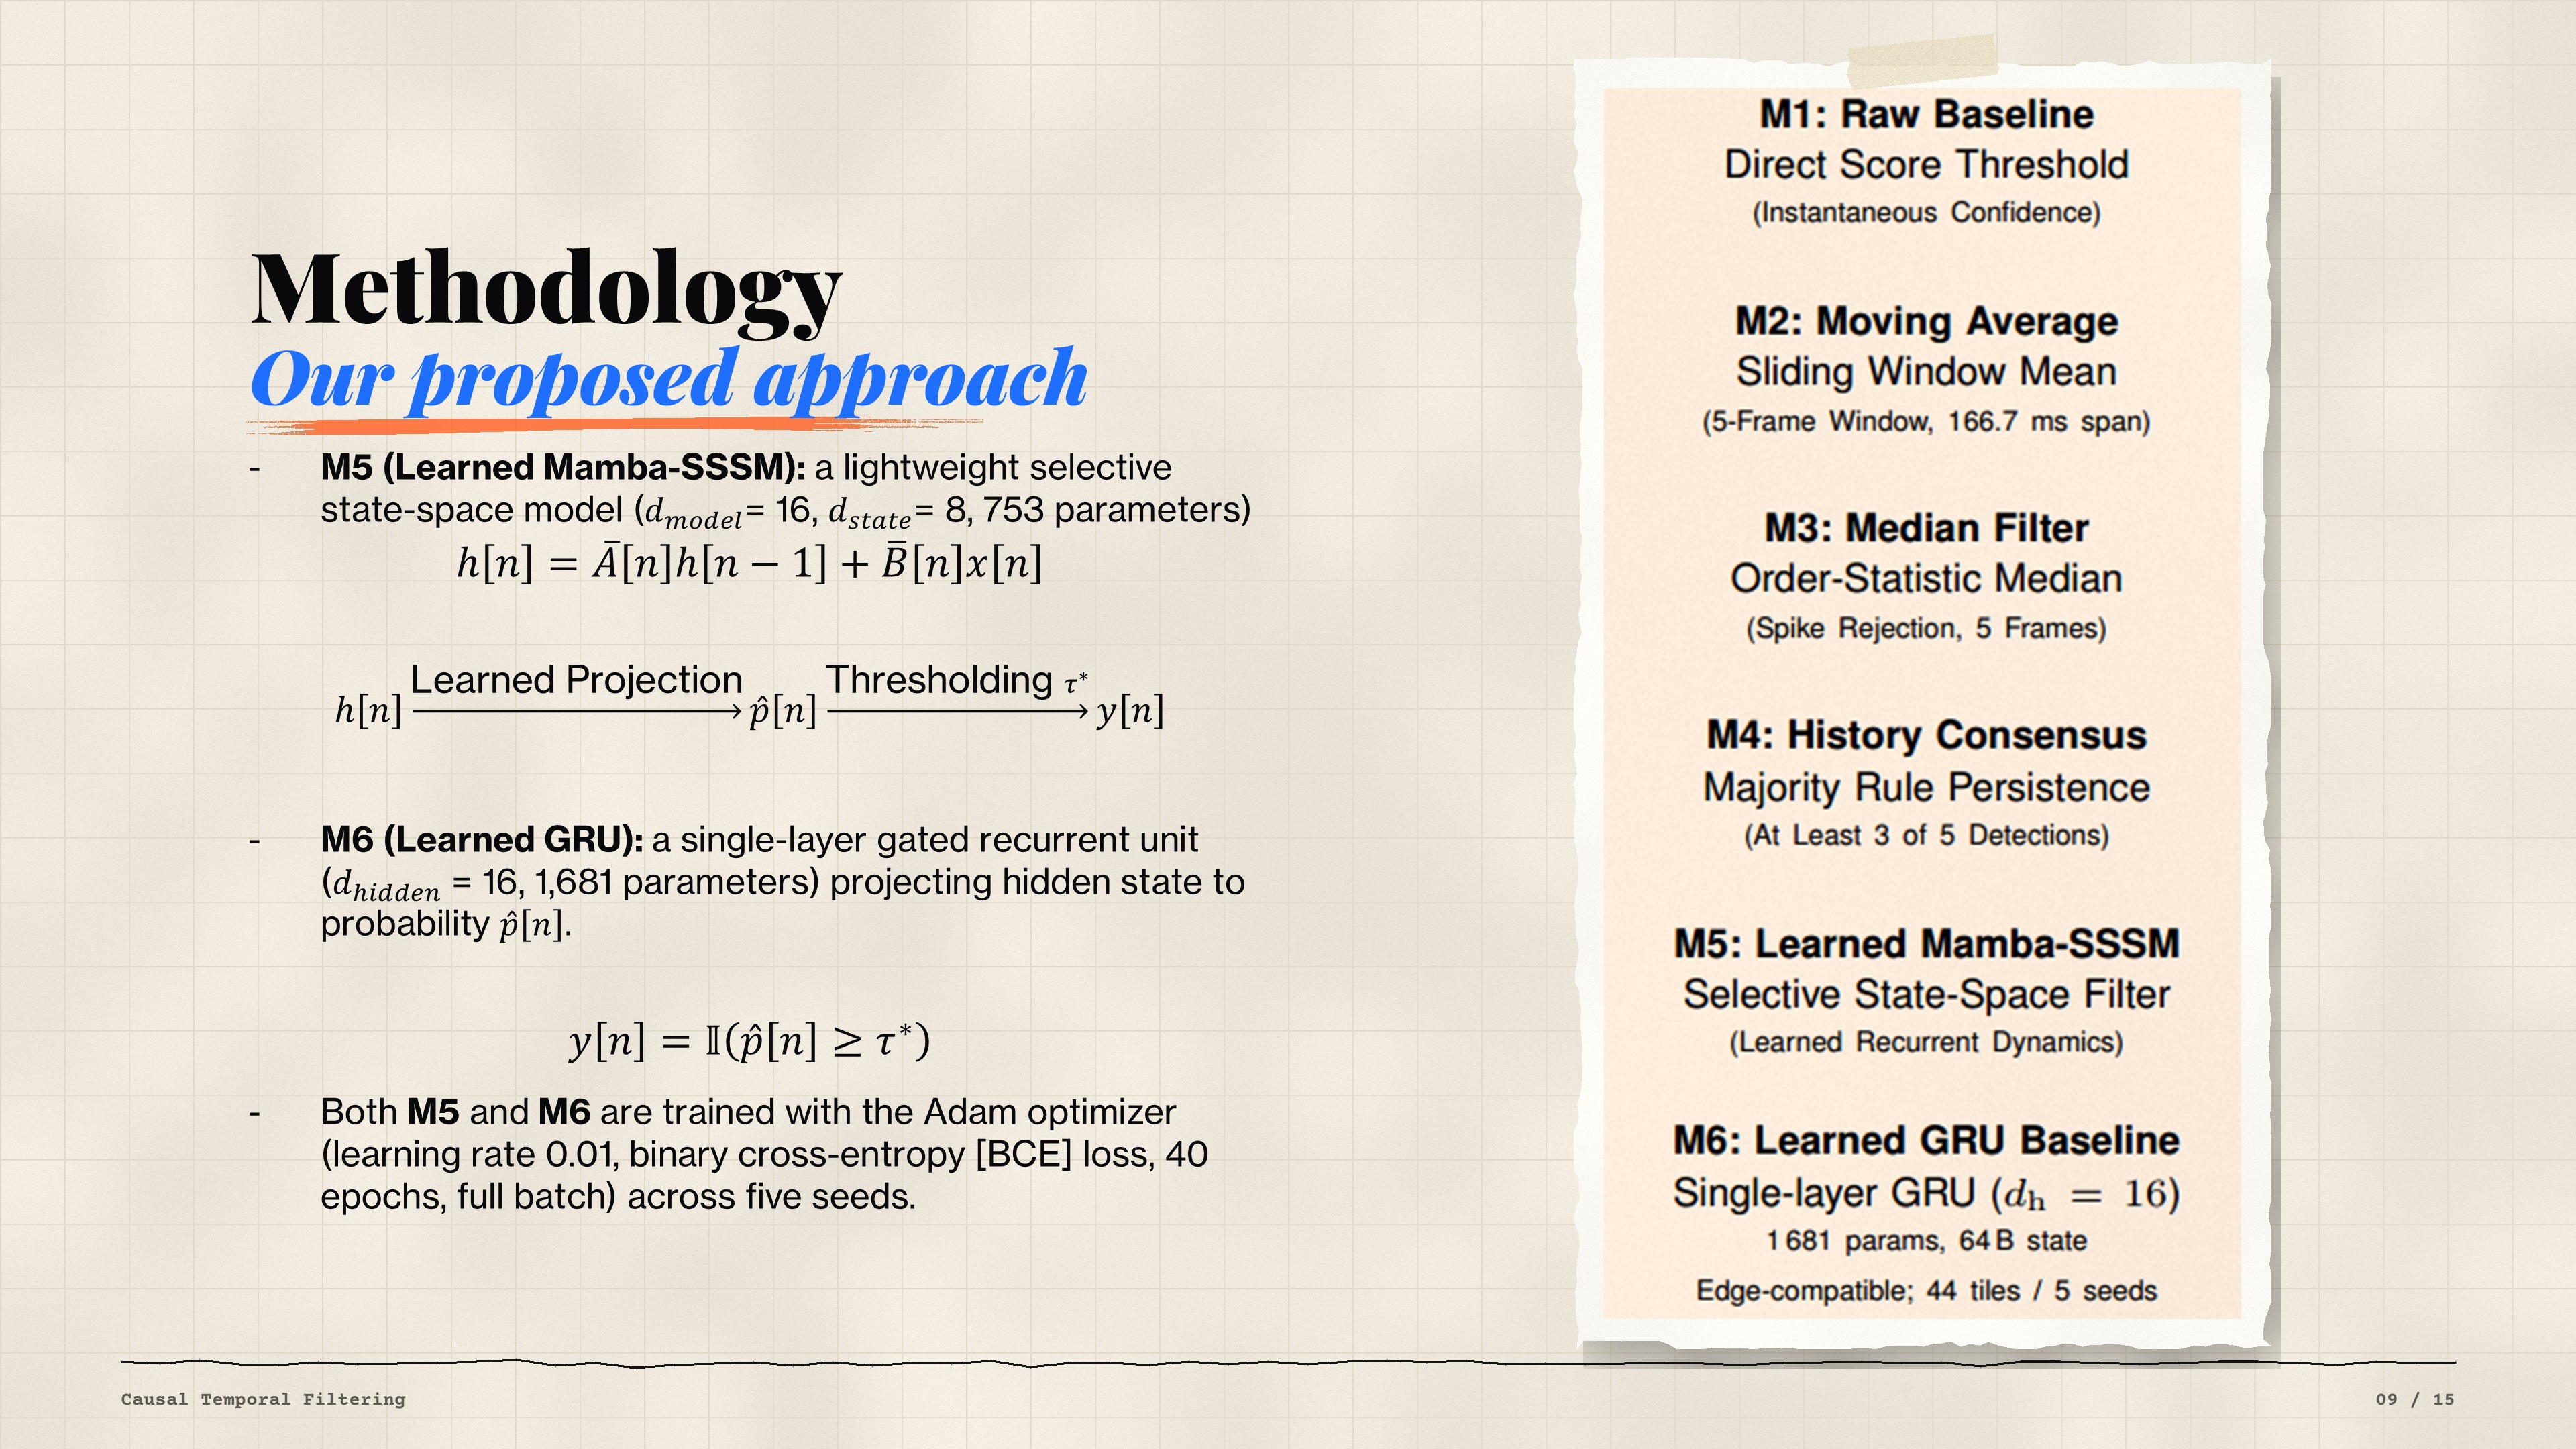 Methodology
Our proposed approach
- M5 (Learned Mamba-SSSM): a lightweight selective
state-space model (d_model = 16, d_state = 8, 753 parameters)
h[n] = Ā[n]h[n − 1] + B̄[n]x[n]
Learned Projection Thresholding τ*
h[n] ⟶ p̂[n] ⟶ y[n]
- M6 (Learned GRU): a single-layer gated recurrent unit
(d_hidden = 16, 1,681 parameters) projecting hidden state to
probability p̂[n].
y[n] = 𝕀(p̂[n] ≥ τ*)
- Both M5 and M6 are trained with the Adam optimizer
(learning rate 0.01, binary cross-entropy [BCE] loss, 40
epochs, full batch) across five seeds.
M1: Raw Baseline
Direct Score Threshold
(Instantaneous Confidence)
M2: Moving Average
Sliding Window Mean
(5-Frame Window, 166.7 ms span)
M3: Median Filter
Order-Statistic Median
(Spike Rejection, 5 Frames)
M4: History Consensus
Majority Rule Persistence
(At Least 3 of 5 Detections)
M5: Learned Mamba-SSSM
Selective State-Space Filter
(Learned Recurrent Dynamics)
M6: Learned GRU Baseline
Single-layer GRU (d_h = 16)
1 681 params, 64 B state
Edge-compatible; 44 tiles / 5 seeds
Causal Temporal Filtering
09 / 15